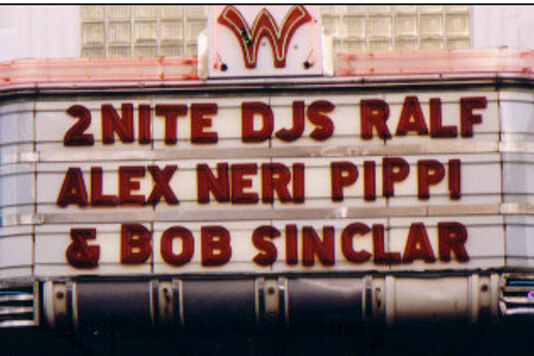 W
2NITE DJS RALF
ALEX NERI PIPPI
& BOB SINCLAR